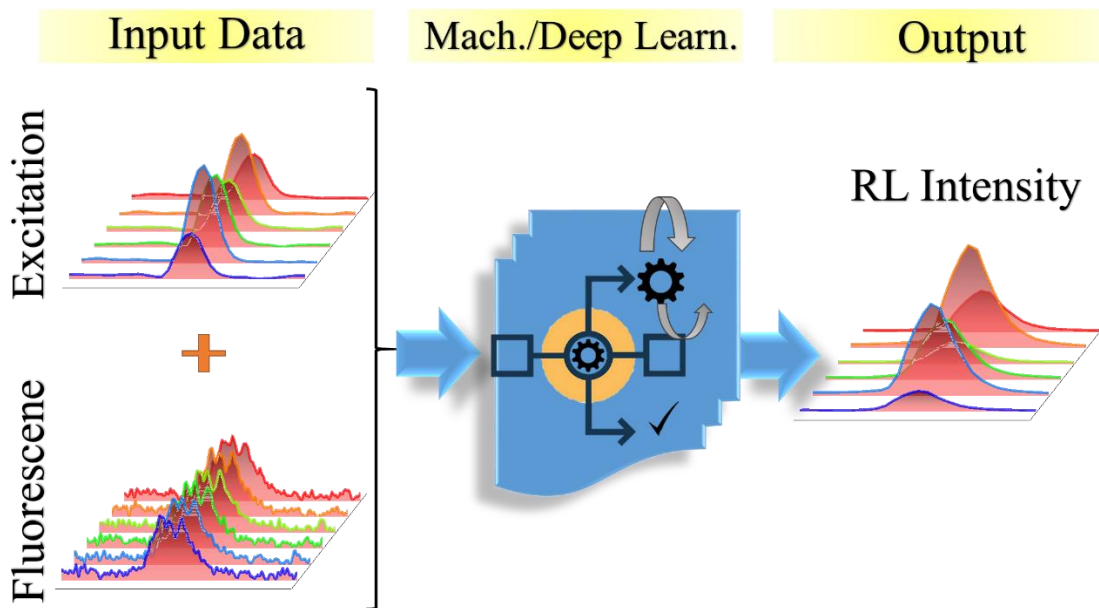 Input Data
Mach./Deep Learn.
Output
Excitation
Fluorescene
RL Intensity